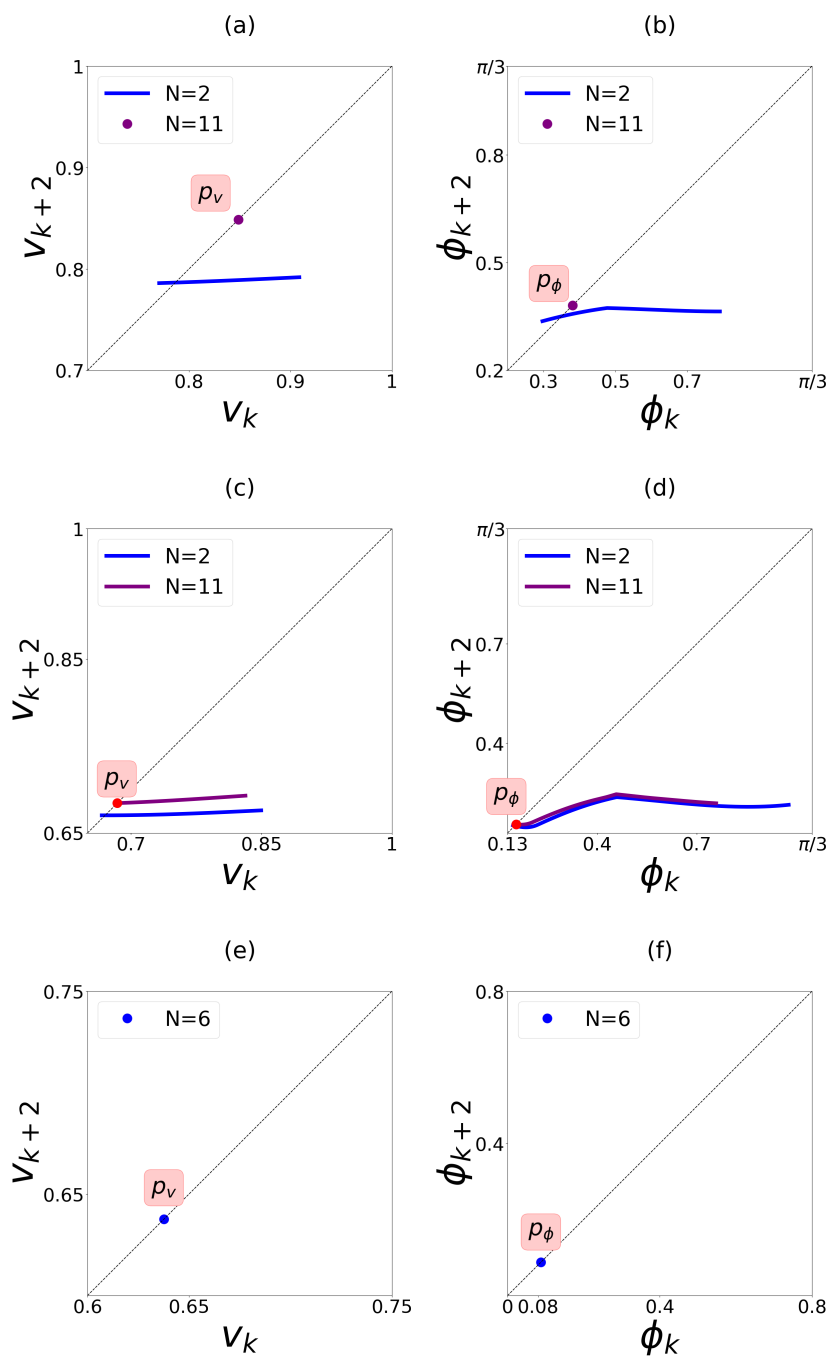 (a)
1
0.9
0.8
0.7
v_{k+2}
N=2
N=11
p_v
0.8
0.9
1
v_k
(b)
π/3
0.8
0.5
0.2
ϕ_{k+2}
N=2
N=11
p_ϕ
0.3
0.5
0.7
π/3
ϕ_k
(c)
1
0.85
0.65
v_{k+2}
N=2
N=11
p_v
0.7
0.85
1
v_k
(d)
π/3
0.7
0.4
ϕ_{k+2}
N=2
N=11
p_ϕ
0.13
0.4
0.7
π/3
ϕ_k
(e)
0.75
0.65
v_{k+2}
N=6
p_v
0.6
0.65
0.75
v_k
(f)
0.8
0.4
ϕ_{k+2}
N=6
p_ϕ
0
0.08
0.4
0.8
ϕ_k